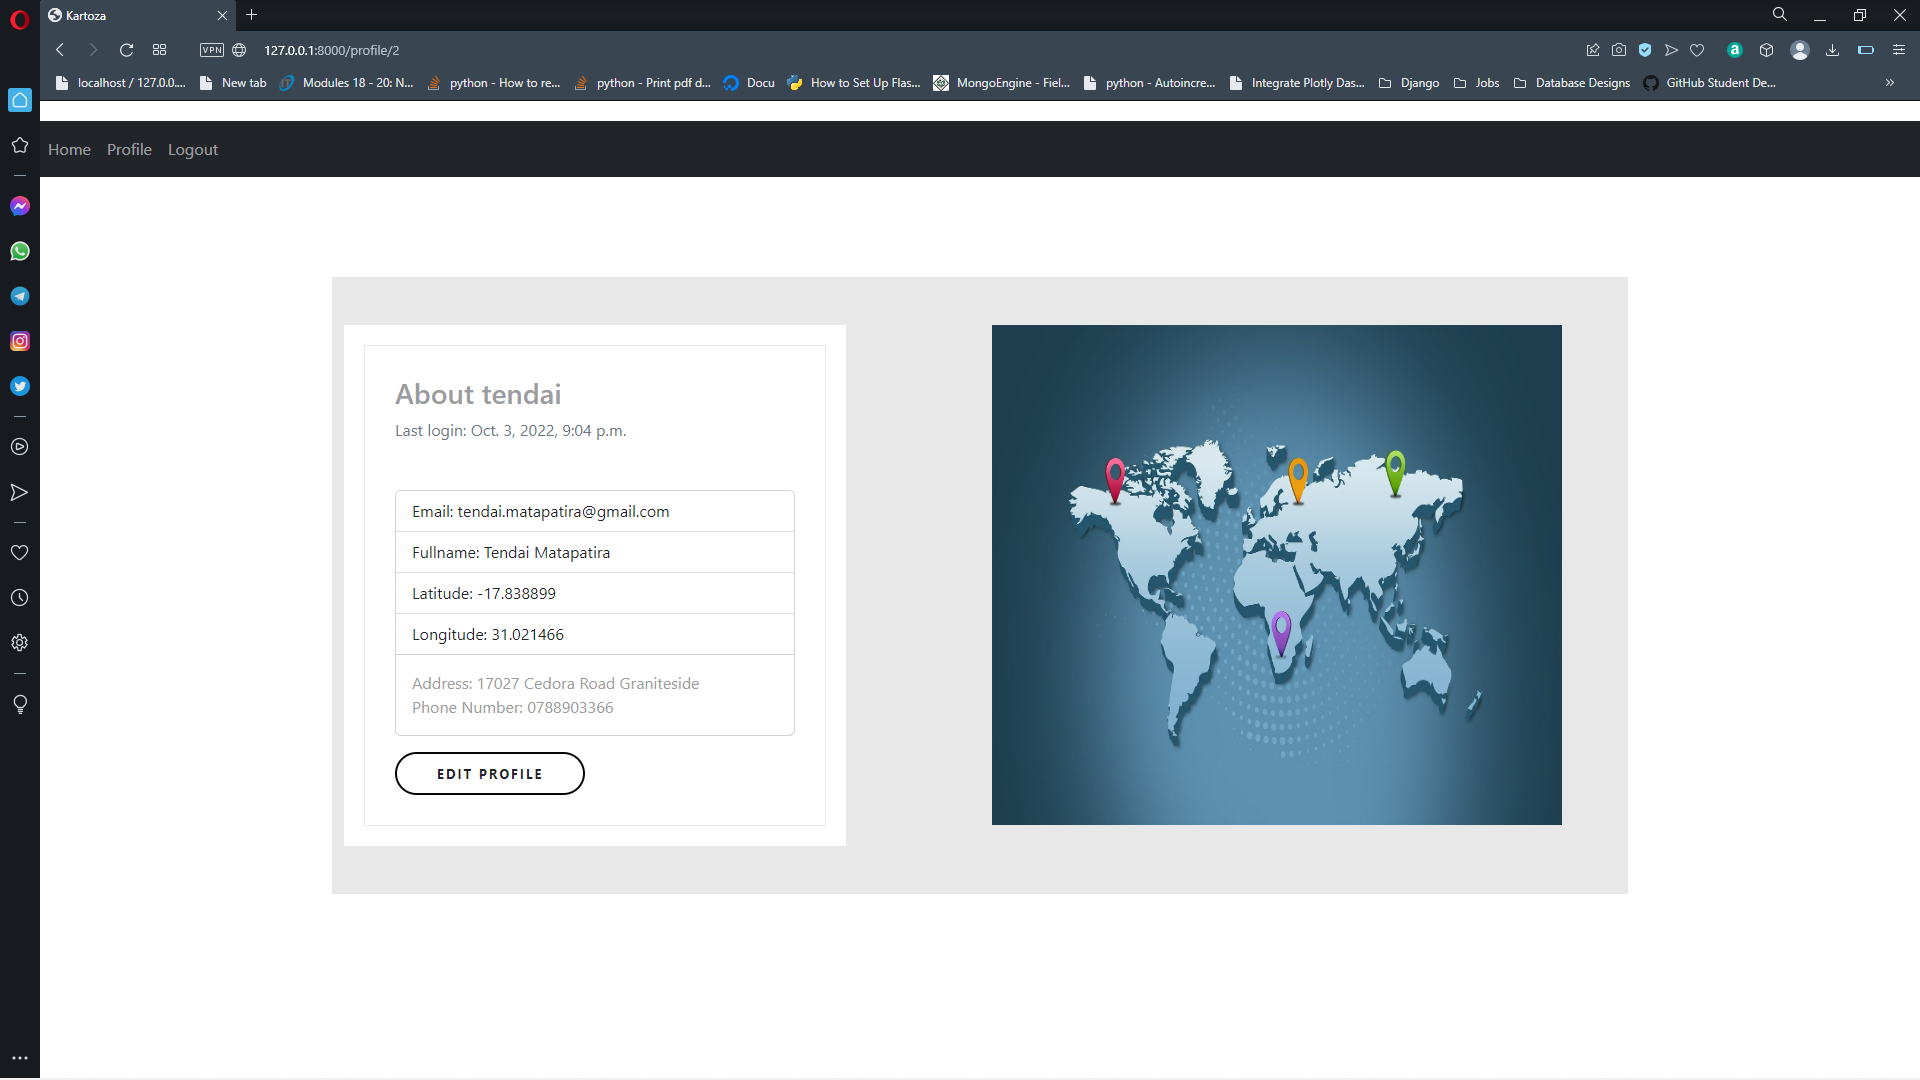 Kartoza
VPN
127.0.0.1:8000/profile/2
a
localhost / 127.0.0....
New tab
Modules 18 - 20: N...
python - How to re...
python - Print pdf d...
Docu
How to Set Up Flas...
MongoEngine - Fiel...
python - Autoincre...
Integrate Plotly Das...
Django
Jobs
Database Designs
GitHub Student De...
Home
Profile
Logout
About tendai
Last login: Oct. 3, 2022, 9:04 p.m.
Email: tendai.matapatira@gmail.com
Fullname: Tendai Matapatira
Latitude: -17.838899
Longitude: 31.021466
Address: 17027 Cedora Road Graniteside
Phone Number: 0788903366
EDIT PROFILE